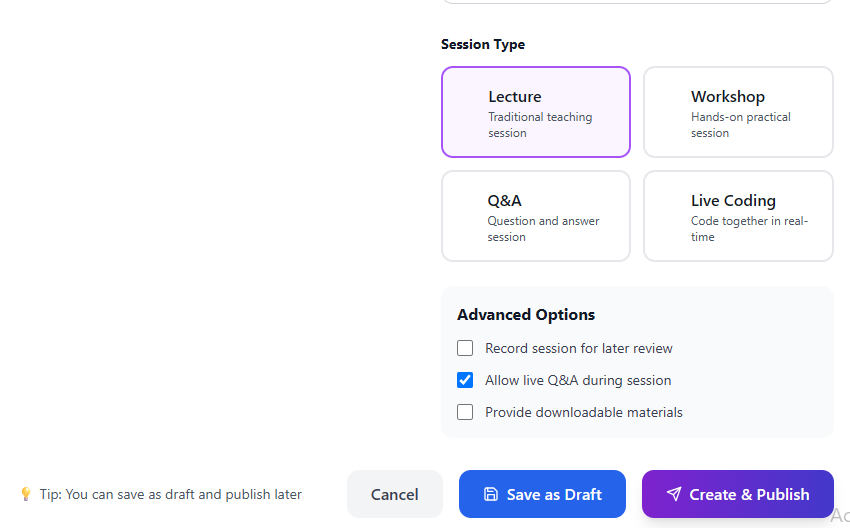 Session Type
Lecture
Traditional teaching
session
Workshop
Hands-on practical
session
Q&A
Question and answer
session
Live Coding
Code together in real-
time
Advanced Options
Record session for later review
Allow live Q&A during session
Provide downloadable materials
💡 Tip: You can save as draft and publish later
Cancel
Save as Draft
Create & Publish